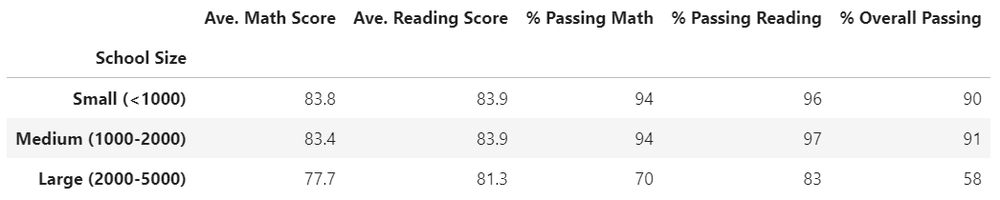 Ave. Math Score Ave. Reading Score % Passing Math % Passing Reading % Overall Passing
School Size
Small (<1000) 83.8 83.9 94 96 90
Medium (1000-2000) 83.4 83.9 94 97 91
Large (2000-5000) 77.7 81.3 70 83 58